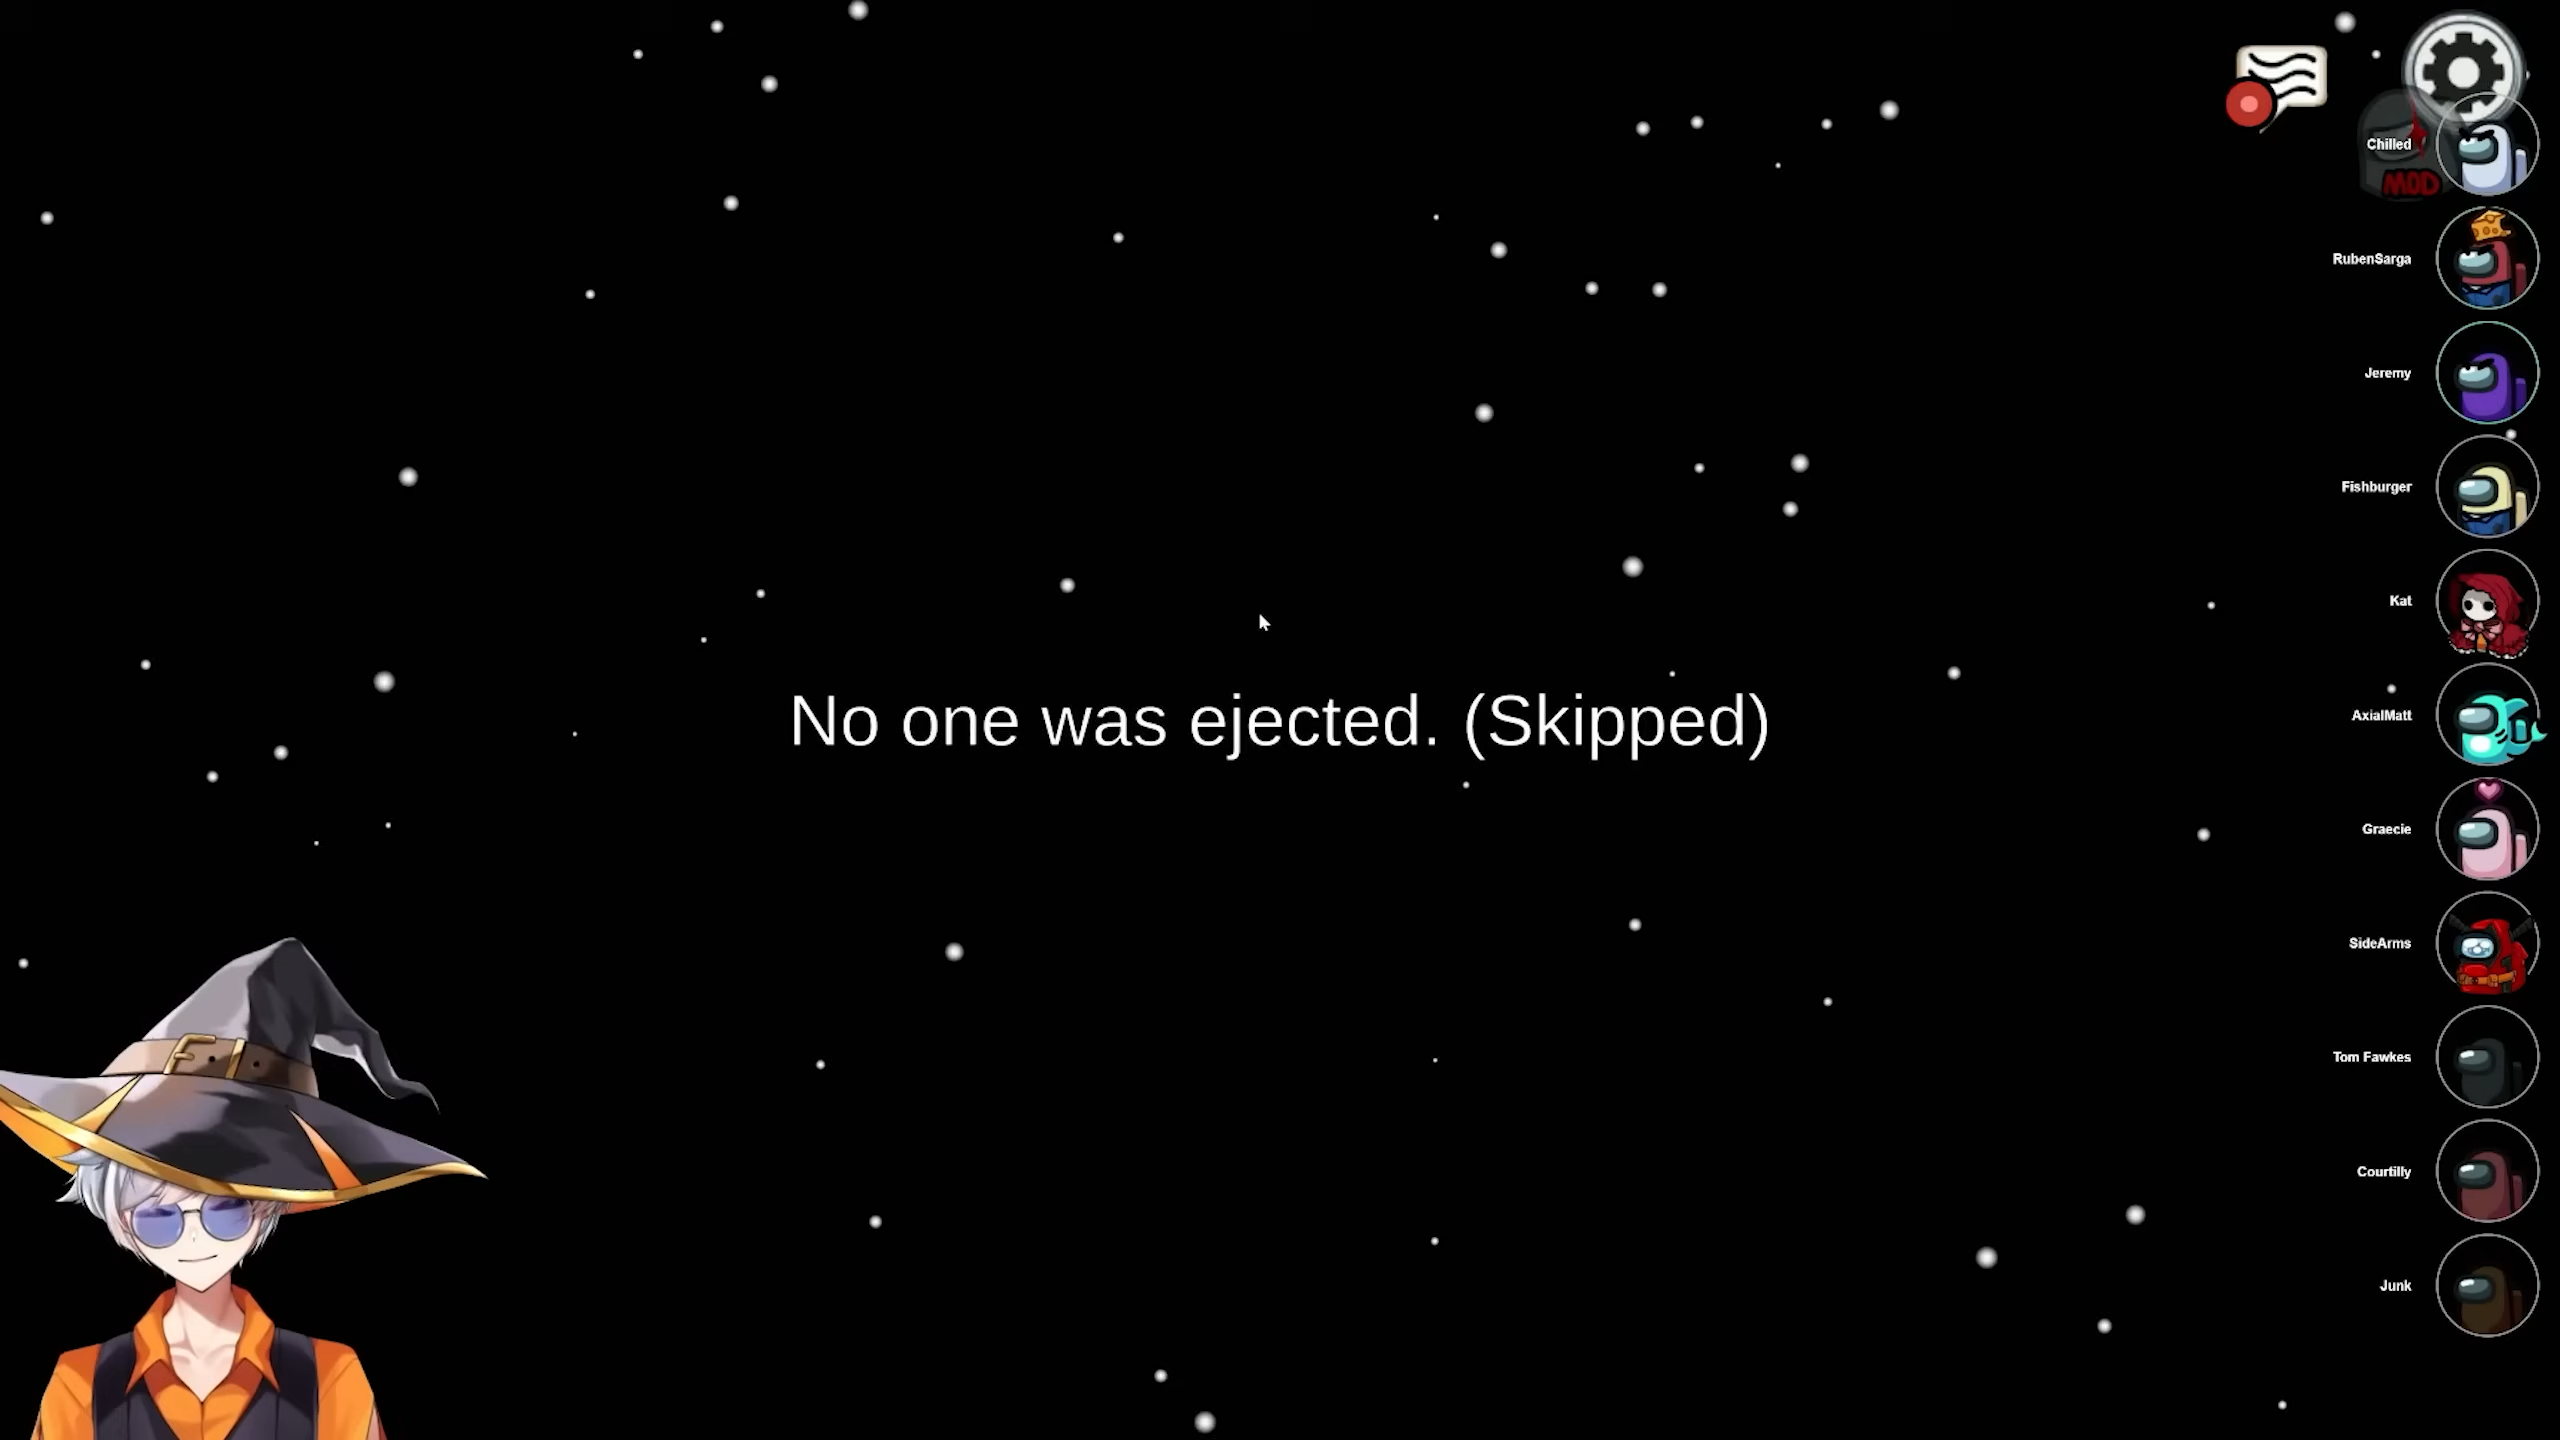 Chilled
MOD
RubenSarga
Jeremy
Fishburger
Kat
No one was ejected. (Skipped)
AxialMatt
Graecie
SideArms
Tom Fawkes
Courtilly
Junk